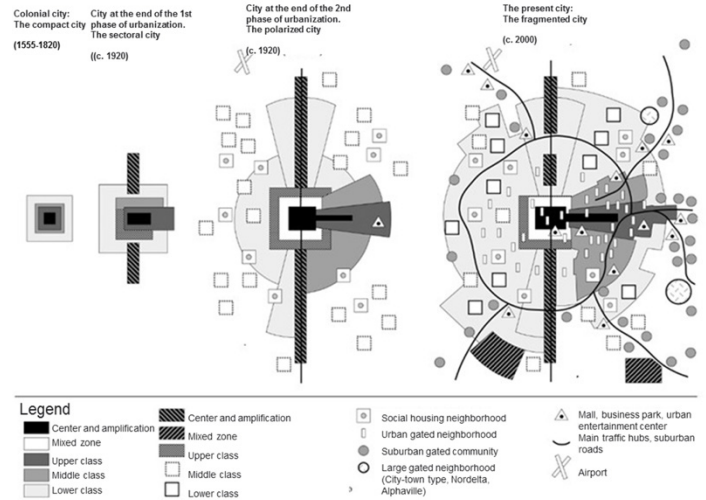 Colonial city:
The compact city
(1555-1820)
City at the end of the 1st
phase of urbanization.
The sectoral city
((c. 1920)
City at the end of the 2nd
phase of urbanization.
The polarized city
(c. 1920)
The present city:
The fragmented city
(c. 2000)
Legend
Center and amplification
Mixed zone
Upper class
Middle class
Lower class
Center and amplification
Mixed zone
Upper class
Middle class
Lower class
Social housing neighborhood
Urban gated neighborhood
Suburban gated community
Large gated neighborhood
(City-town type, Nordelta,
Alphaville)
Mall, business park, urban
entertainment center
Main traffic hubs, suburban
roads
Airport